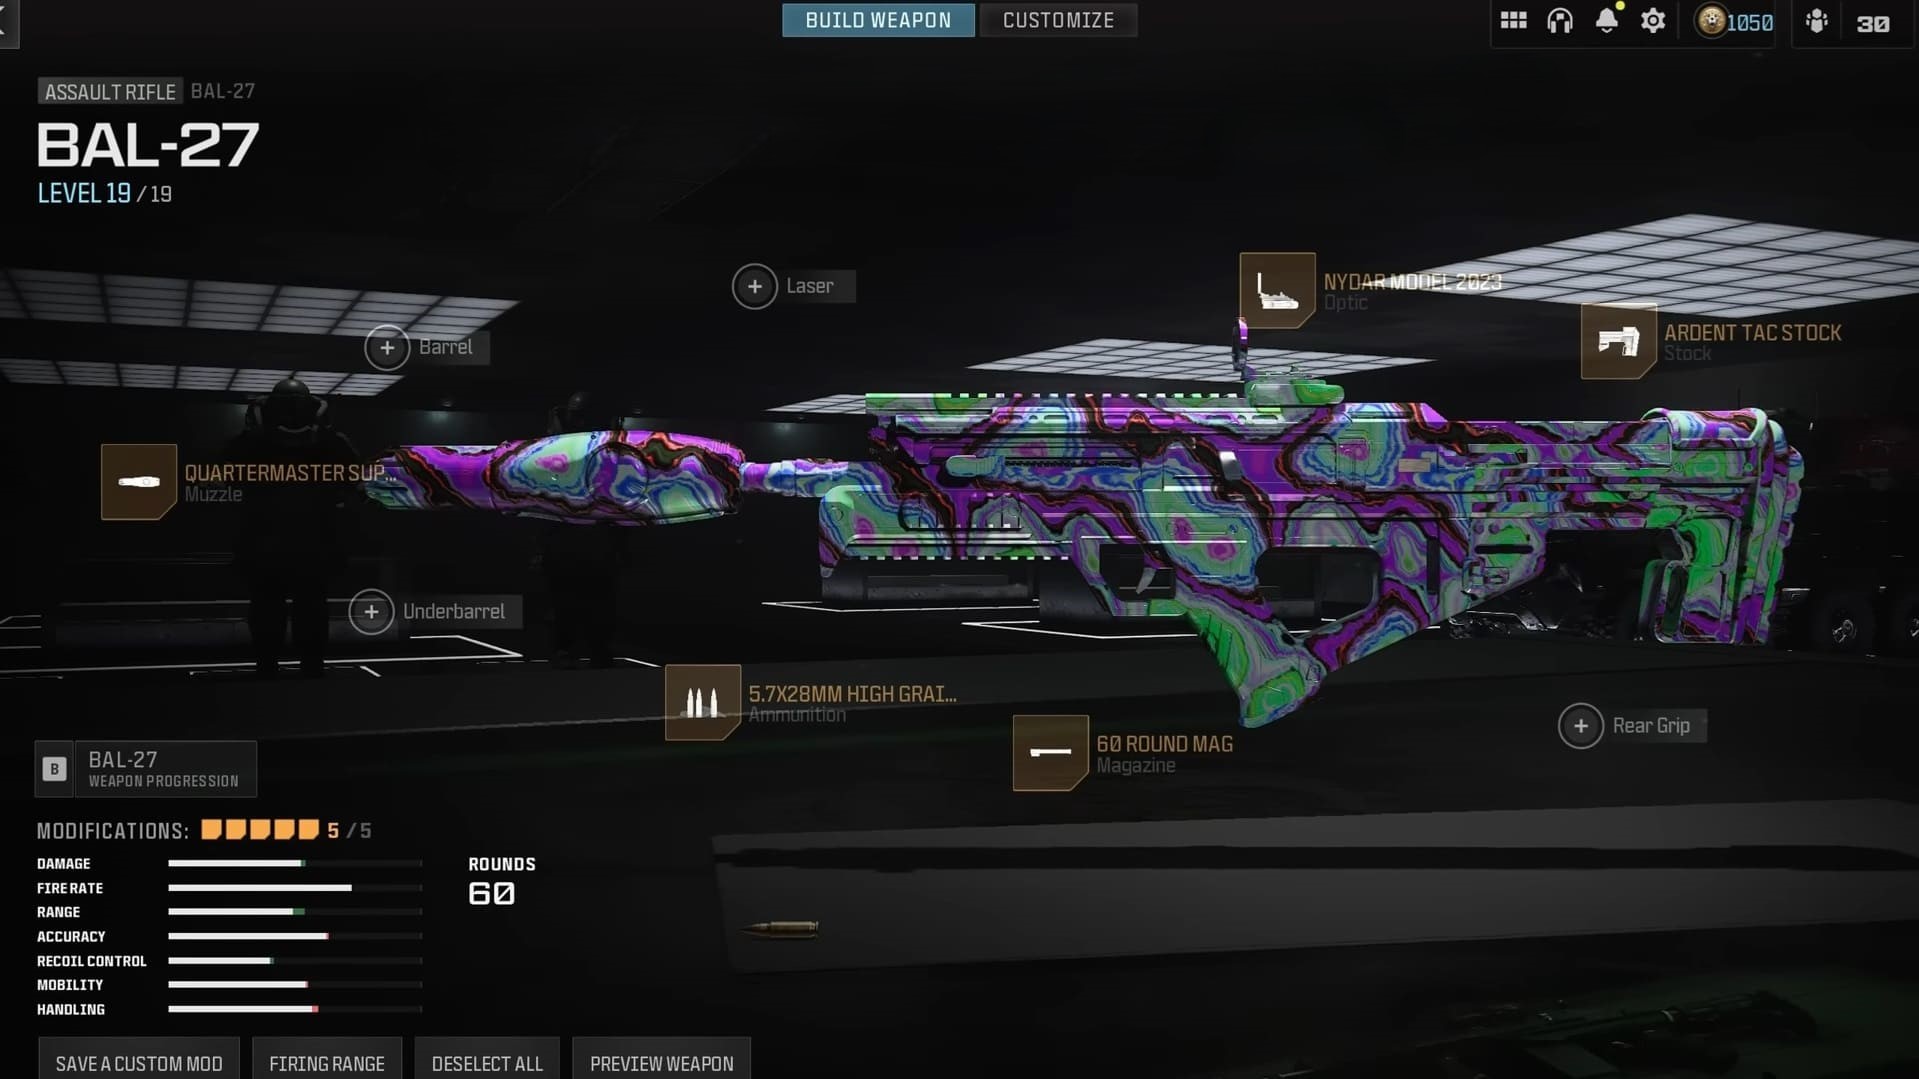 BUILD WEAPON
CUSTOMIZE
1050
30
ASSAULT RIFLE BAL-27
BAL-27
LEVEL 19 / 19
Laser
NYDAR MODEL 2023
Optic
ARDENT TAC STOCK
Stock
Barrel
QUARTERMASTER SUP...
Muzzle
Underbarrel
5.7X28MM HIGH GRAI...
Ammunition
60 ROUND MAG
Magazine
Rear Grip
B
BAL-27
WEAPON PROGRESSION
MODIFICATIONS: 5 / 5
DAMAGE
FIRE RATE
RANGE
ACCURACY
RECOIL CONTROL
MOBILITY
HANDLING
ROUNDS
60
SAVE A CUSTOM MOD
FIRING RANGE
DESELECT ALL
PREVIEW WEAPON